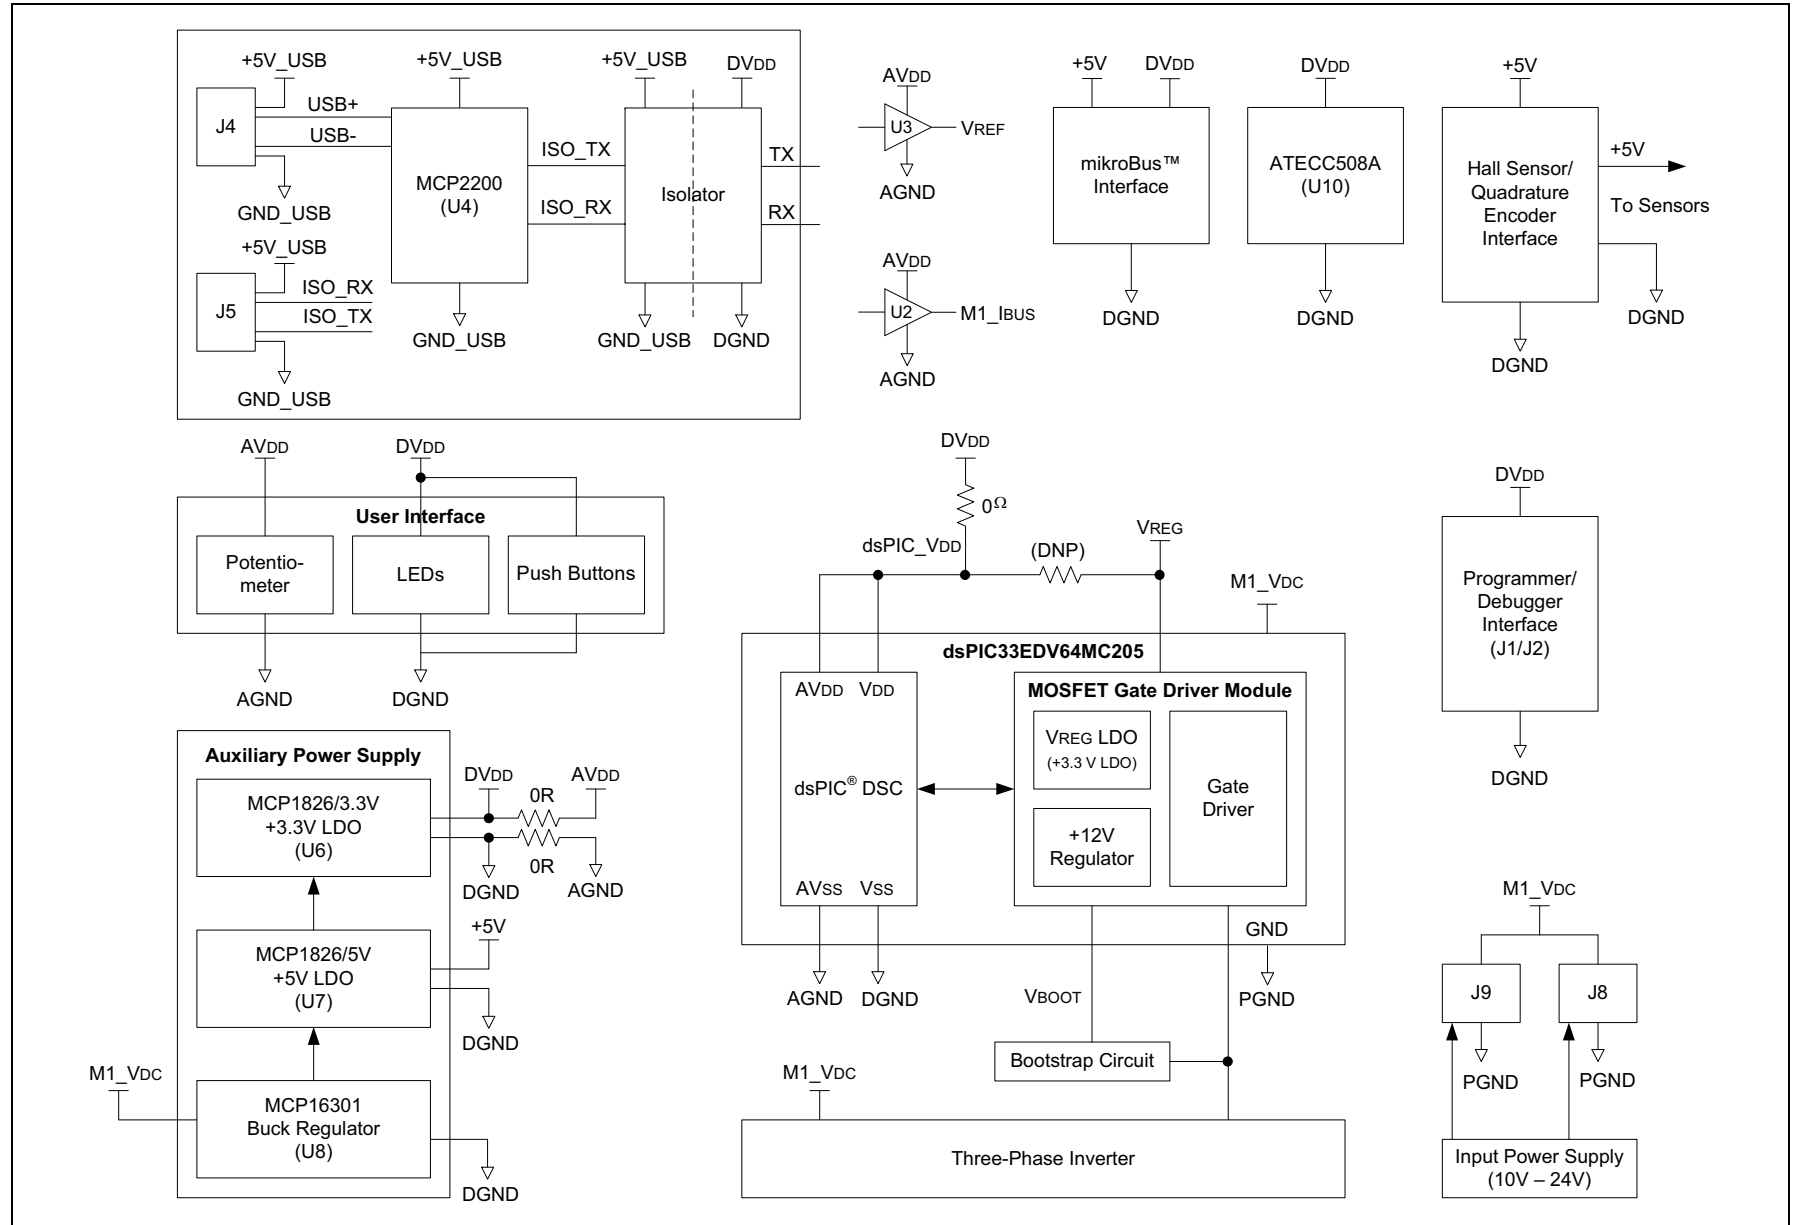 +5V_USB
+5V_USB
+5V_USB
DVDD
J4
USB+
USB-
GND_USB
MCP2200
(U4)
ISO_TX
ISO_RX
Isolator
TX
RX
+5V_USB
J5
ISO_RX
ISO_TX
GND_USB
GND_USB
GND_USB
DGND
AVDD
U3
VREF
AGND
AVDD
U2
M1_IBUS
AGND
+5V
DVDD
mikroBus™
Interface
DGND
DVDD
ATECC508A
(U10)
DGND
+5V
Hall Sensor/
Quadrature
Encoder
Interface
+5V
To Sensors
DGND
DGND
AVDD
DVDD
User Interface
Potentio-
meter
LEDs
Push Buttons
AGND
DGND
DVDD
0Ω
dsPIC_VDD
(DNP)
VREG
M1_VDC
dsPIC33EDV64MC205
AVDD
VDD
dsPIC® DSC
AVSS
VSS
MOSFET Gate Driver Module
VREG LDO
(+3.3 V LDO)
+12V
Regulator
Gate
Driver
GND
AGND
DGND
PGND
VBOOT
Bootstrap Circuit
M1_VDC
Three-Phase Inverter
DVDD
Programmer/
Debugger
Interface
(J1/J2)
DGND
Auxiliary Power Supply
MCP1826/3.3V
+3.3V LDO
(U6)
DVDD
AVDD
0R
0R
DGND
AGND
MCP1826/5V
+5V LDO
(U7)
+5V
DGND
M1_VDC
MCP16301
Buck Regulator
(U8)
DGND
M1_VDC
J9
J8
PGND
PGND
Input Power Supply
(10V – 24V)